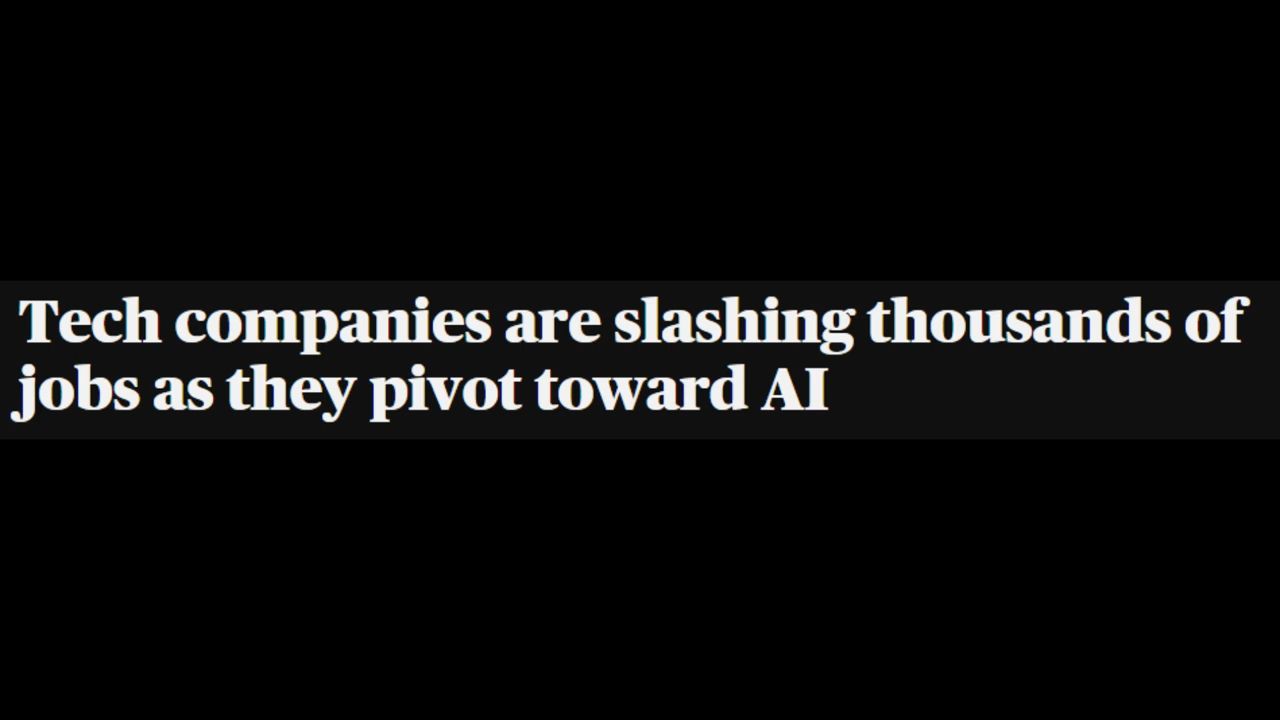 Tech companies are slashing thousands of
jobs as they pivot toward AI